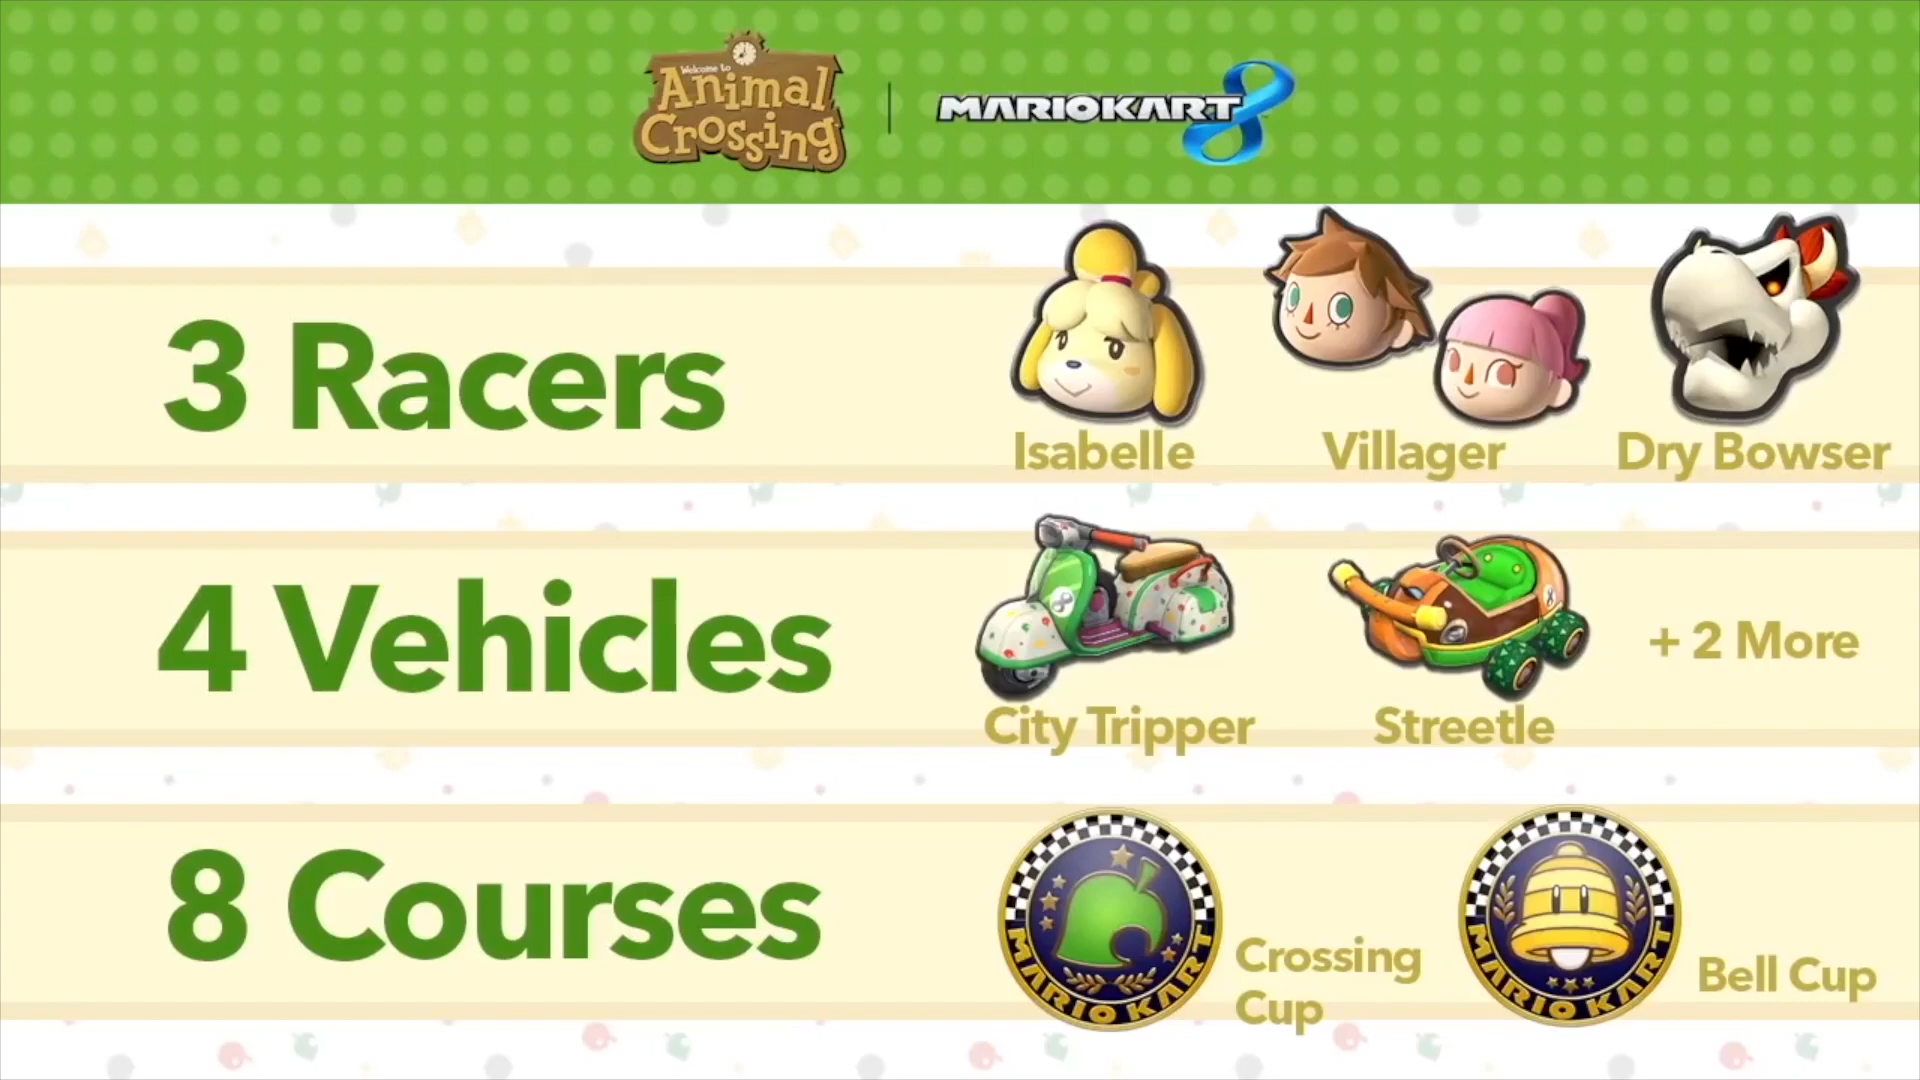 Welcome to
Animal
Crossing
MARIOKART 8
3 Racers
Isabelle
Villager
Dry Bowser
4 Vehicles
City Tripper
Streetle
+ 2 More
8 Courses
MARIO KART
Crossing
Cup
MARIO KART
Bell Cup